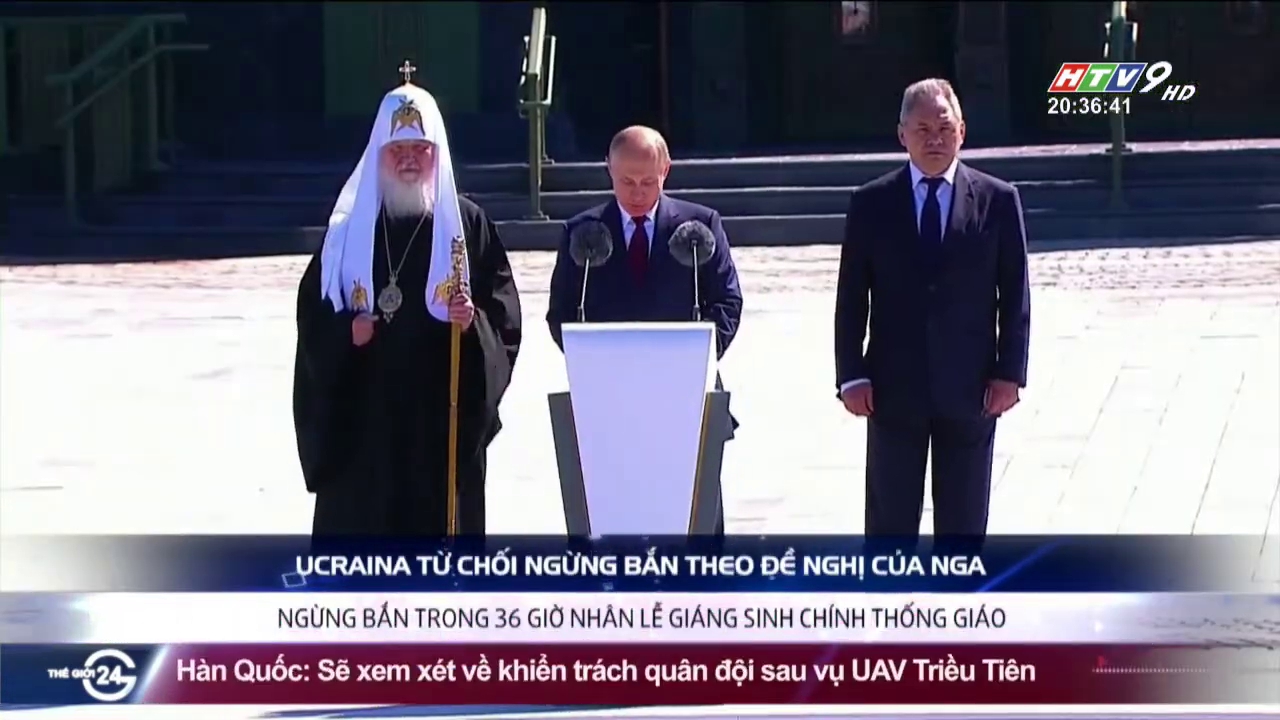 HTV9 HD
20:36:41
UCRAINA TỪ CHỐI NGỪNG BẮN THEO ĐỀ NGHỊ CỦA NGA
NGỪNG BẮN TRONG 36 GIỜ NHÂN LỄ GIÁNG SINH CHÍNH THỐNG GIÁO
THẾ GIỚI 24G
Hàn Quốc: Sẽ xem xét về khiển trách quân đội sau vụ UAV Triều Tiên